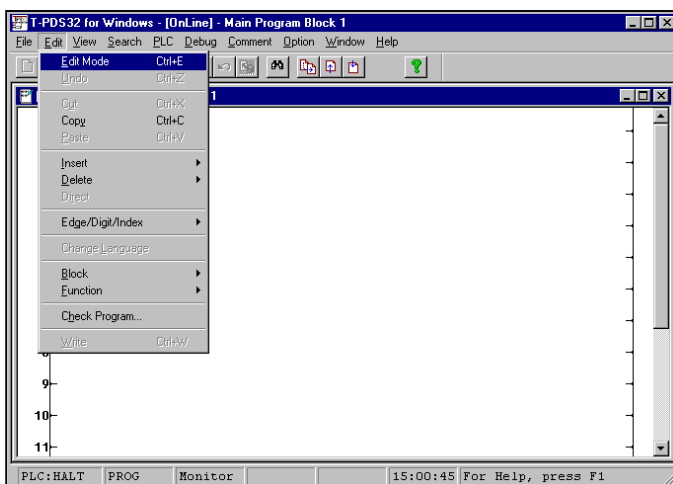 T-PDS32 for Windows - [OnLine] - Main Program Block 1
File Edit View Search PLC Debug Comment Option Window Help
1
Edit Mode Ctrl+E
Undo Ctrl+Z
Cut Ctrl+X
Copy Ctrl+C
Paste Ctrl+V
Insert
Delete
Direct
Edge/Digit/Index
Change Language
Block
Function
Check Program...
Write Ctrl+W
9
10
11
PLC:HALT PROG Monitor 15:00:45 For Help, press F1